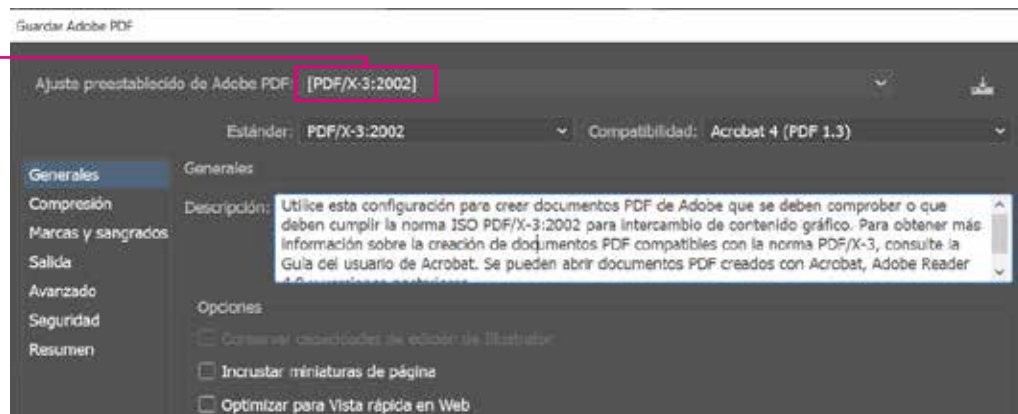 Guardar Adobe PDF
Ajuste preestablecido de Adobe PDF: [PDF/X-3:2002]
Estándar: PDF/X-3:2002 Compatibilidad: Acrobat 4 (PDF 1.3)
Generales
Compresión
Marcas y sangrados
Salida
Avanzado
Seguridad
Resumen
Generales
Descripción: Utilice esta configuración para creer documentos PDF de Adobe que se deben comprobar o que
deben cumplir la norma ISO PDF/X-3:2002 para intercambio de contenido gráfico. Para obtener más
información sobre la creación de documentos PDF compatibles con la norma PDF/X-3, consulte la
Guía del usuario de Acrobat. Se pueden abrir documentos PDF creados con Acrobat, Adobe Reader
Opciones
Conservar capacidades de edición de Illustrator
Incrustar miniaturas de página
Optimizar para Vista rápida en Web